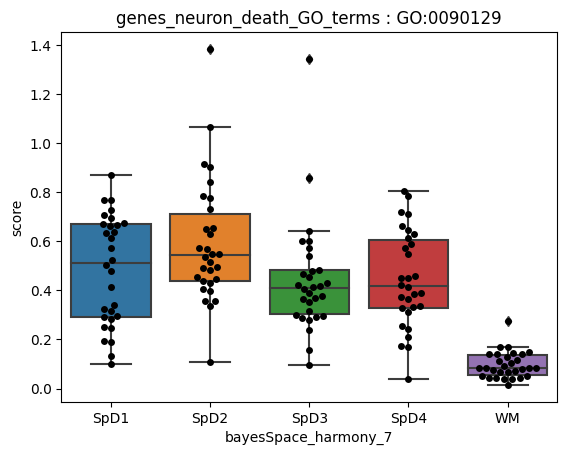 genes_neuron_death_GO_terms : GO:0090129
score
1.4
1.2
1.0
0.8
0.6
0.4
0.2
0.0
SpD1 SpD2 SpD3 SpD4 WM
bayesSpace_harmony_7